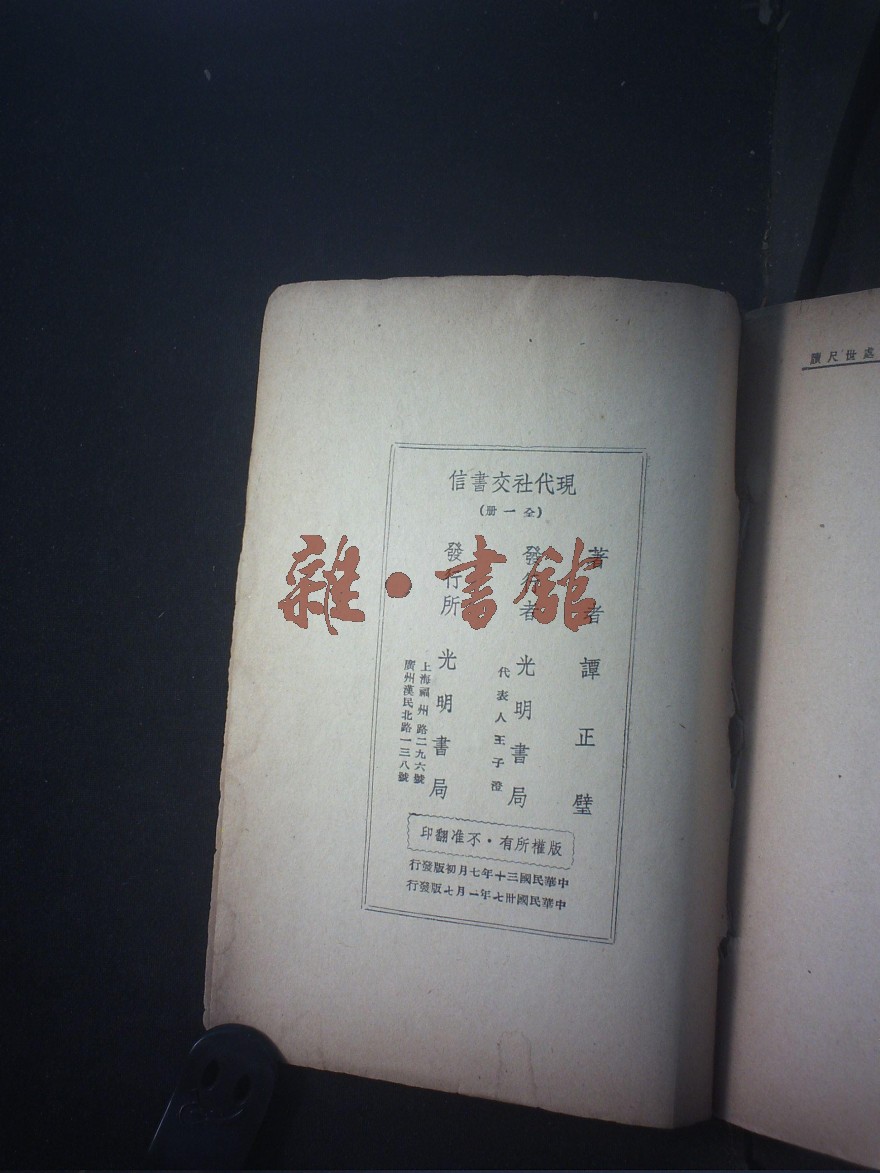 現代社交書信
(全一冊)
著者 譚正璧
發行者 光明書局
代表人王子澄
發行所 光明書局
上海福州路二九六號
廣州漢民北路一三八號
版權所有·不准翻印
中華民國三十年七月初版發行
中華民國卅七年一月七版發行
雜·書館
處世尺牘